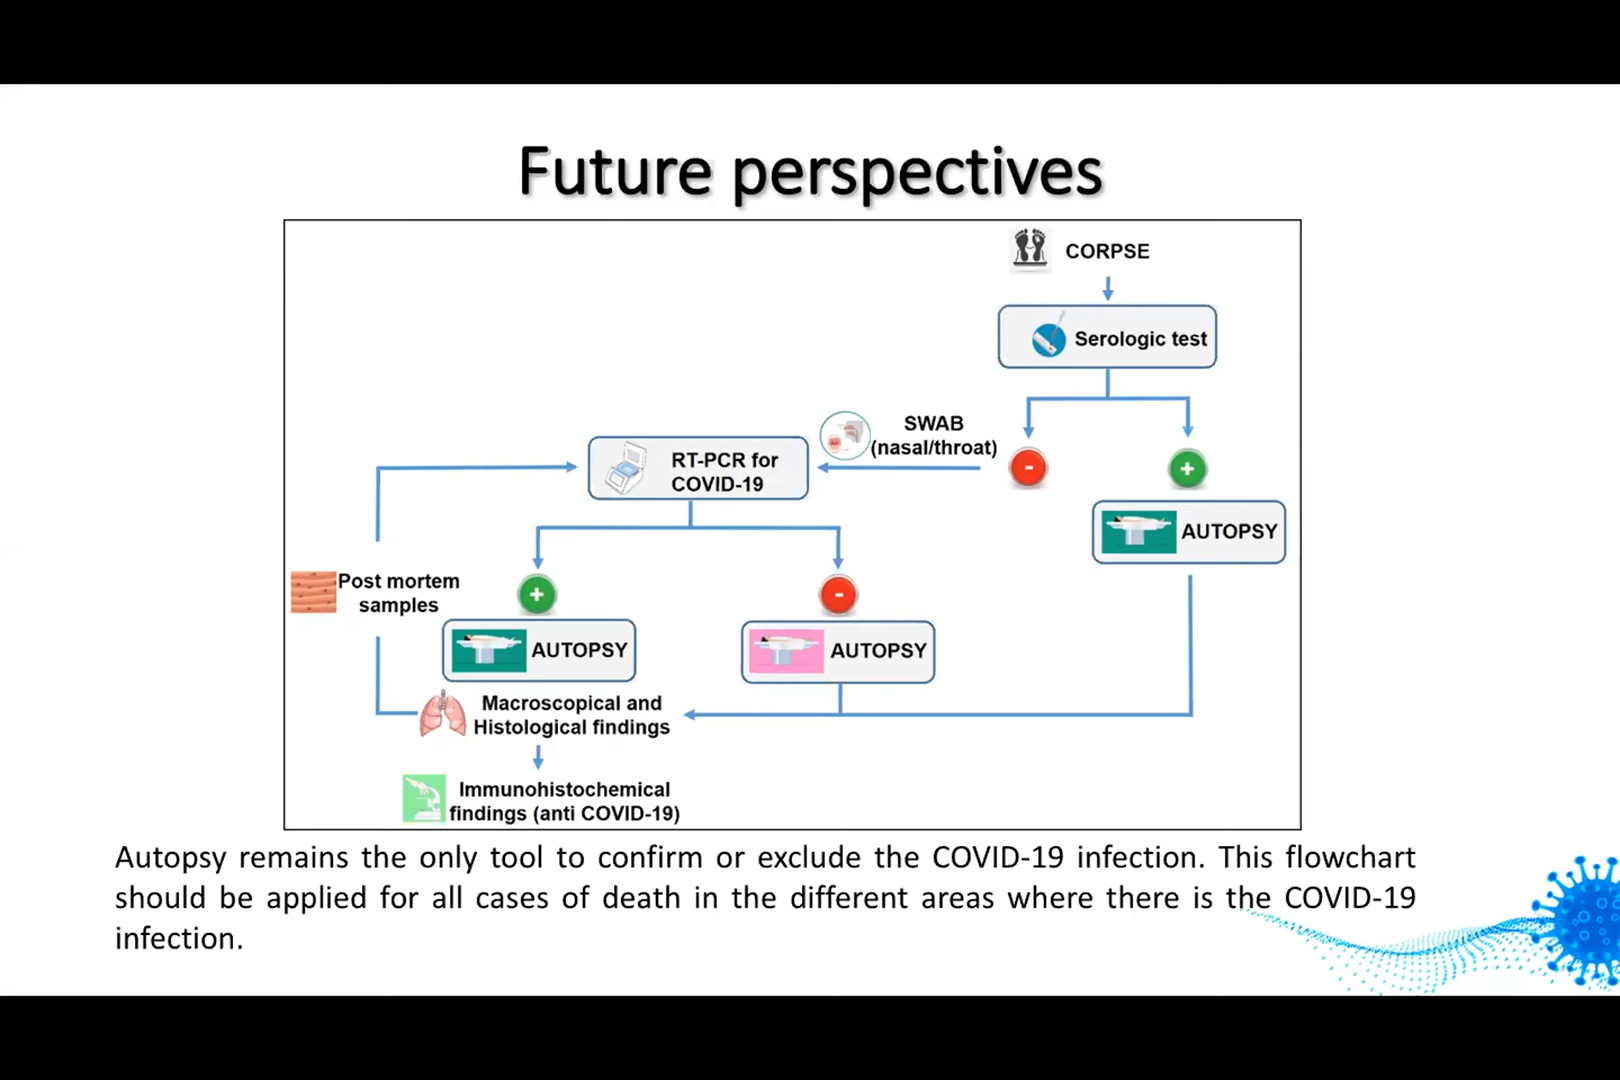 Future perspectives
CORPSE
Serologic test
SWAB
(nasal/throat)
-
+
RT-PCR for
COVID-19
AUTOPSY
Post mortem
samples
+
-
AUTOPSY
AUTOPSY
Macroscopical and
Histological findings
Immunohistochemical
findings (anti COVID-19)
Autopsy remains the only tool to confirm or exclude the COVID-19 infection. This flowchart
should be applied for all cases of death in the different areas where there is the COVID-19
infection.